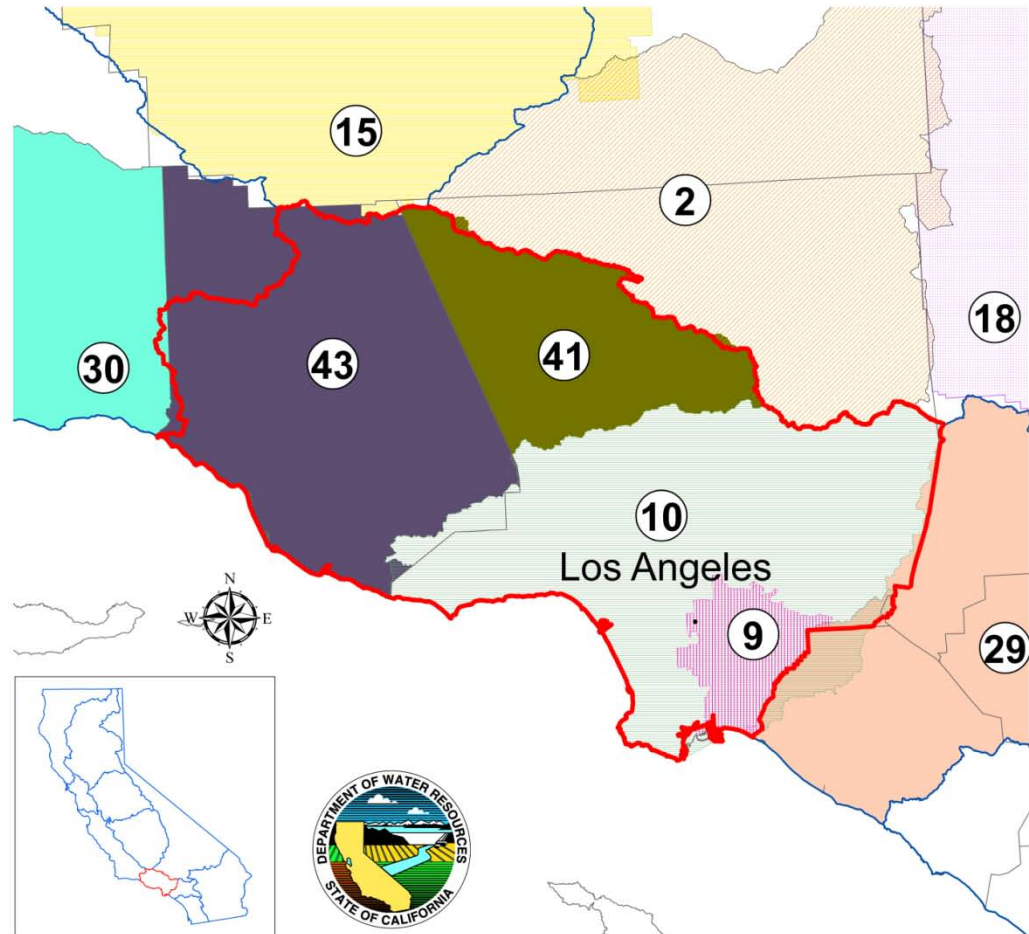 15
2
18
30
43
41
10
Los Angeles
9
29
N
W E
S
DEPARTMENT OF WATER RESOURCES
STATE OF CALIFORNIA